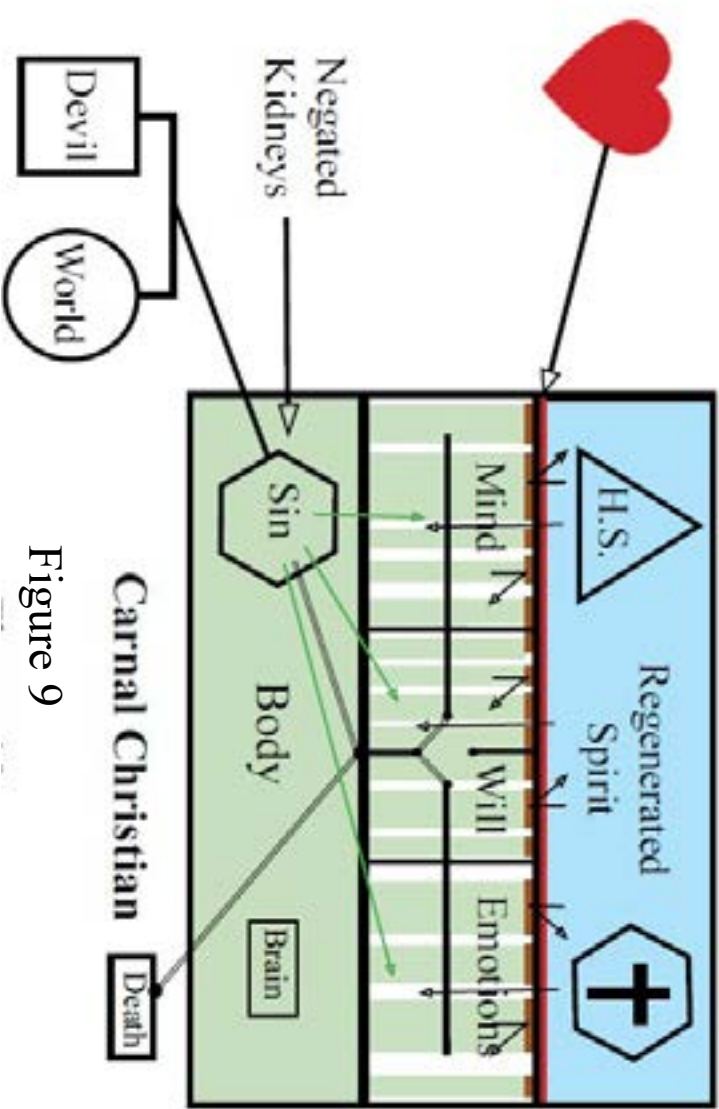 H.S.
Regenerated
Spirit
Mind
Will
Emotions
Negated
Kidneys
Sin
Body
Brain
Devil
World
Carnal Christian
Death
Figure 9